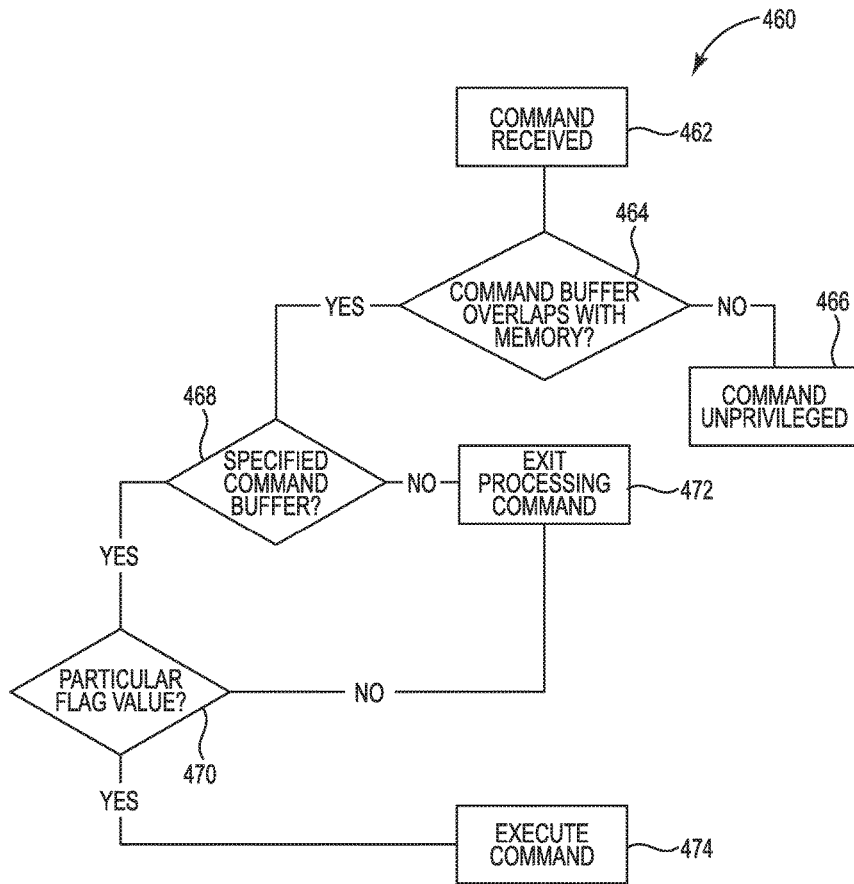 460
COMMAND
RECEIVED
462
464
COMMAND BUFFER
OVERLAPS WITH
MEMORY?
YES
NO
466
COMMAND
UNPRIVILEGED
468
SPECIFIED
COMMAND
BUFFER?
NO
EXIT
PROCESSING
COMMAND
472
YES
PARTICULAR
FLAG VALUE?
NO
470
YES
EXECUTE
COMMAND
474